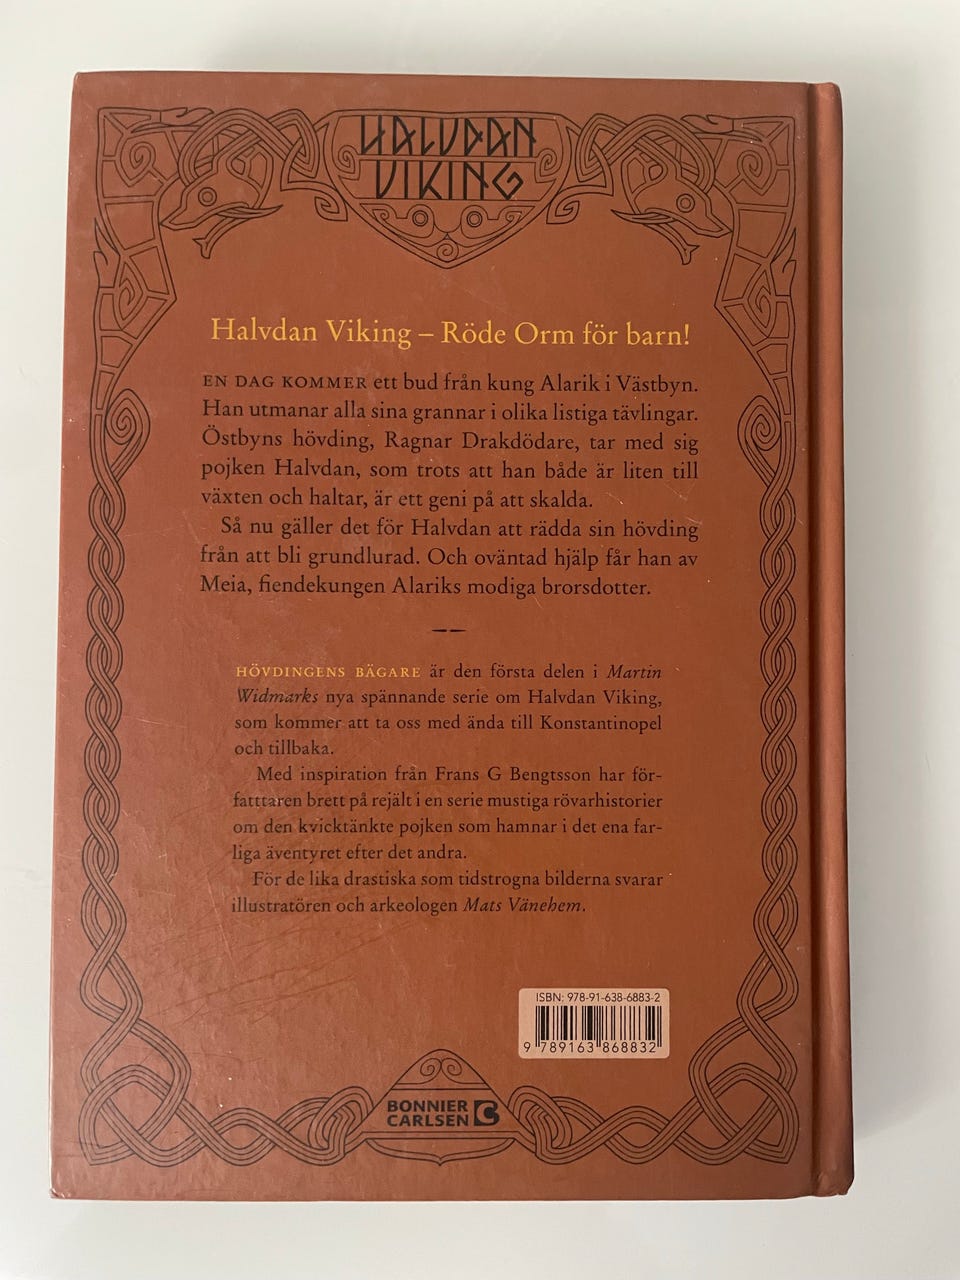 HALVDAN
VIKING
Halvdan Viking – Röde Orm för barn!
EN DAG KOMMER ett bud från kung Alarik i Västbyn.
Han utmanar alla sina grannar i olika listiga tävlingar.
Östbyns hövding, Ragnar Drakdödare, tar med sig
pojken Halvdan, som trots att han både är liten till
växten och haltar, är ett geni på att skalda.
Så nu gäller det för Halvdan att rädda sin hövding
från att bli grundlurad. Och oväntad hjälp får han av
Meia, fiendekungen Alariks modiga brorsdotter.
HÖVDINGENS BÄGARE är den första delen i Martin
Widmarks nya spännande serie om Halvdan Viking,
som kommer att ta oss med ända till Konstantinopel
och tillbaka.
Med inspiration från Frans G Bengtsson har för-
fatttaren brett på rejält i en serie mustiga rövarhistorier
om den kvicktänkte pojken som hamnar i det ena far-
liga äventyret efter det andra.
För de lika drastiska som tidstrogna bilderna svarar
illustratören och arkeologen Mats Vänehem.
ISBN: 978-91-638-6883-2
9 789163 868832
BONNIER
CARLSEN